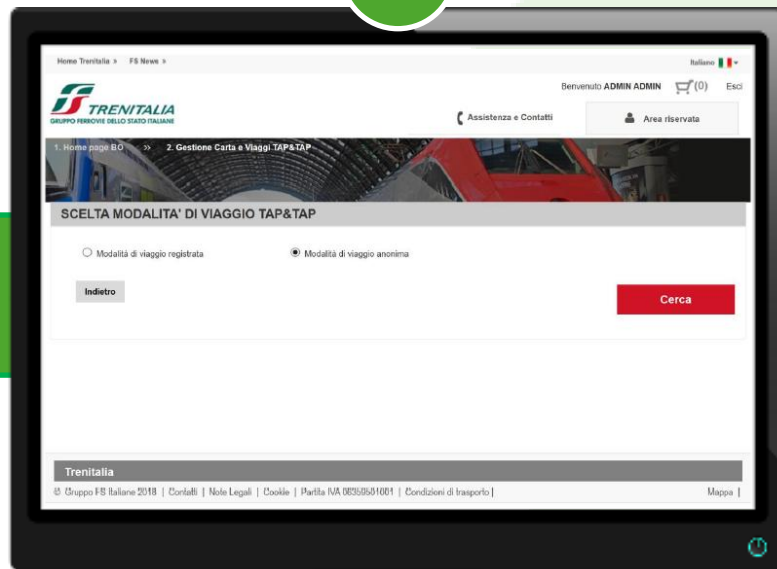 Home Trenitalia > FS News >
Italiano
Benvenuto ADMIN ADMIN (0) Esci
TRENITALIA
GRUPPO FERROVIE DELLO STATO ITALIANE
Assistenza e Contatti
Area riservata
1. Home page BO >> 2. Gestione Carta e Viaggi TAP&TAP
SCELTA MODALITA' DI VIAGGIO TAP&TAP
Modalità di viaggio registrata
Modalità di viaggio anonima
Indietro
Cerca
Trenitalia
© Gruppo FS Italiane 2018 | Contatti | Note Legali | Cookie | Partita IVA 06359501001 | Condizioni di trasporto |
Mappa |